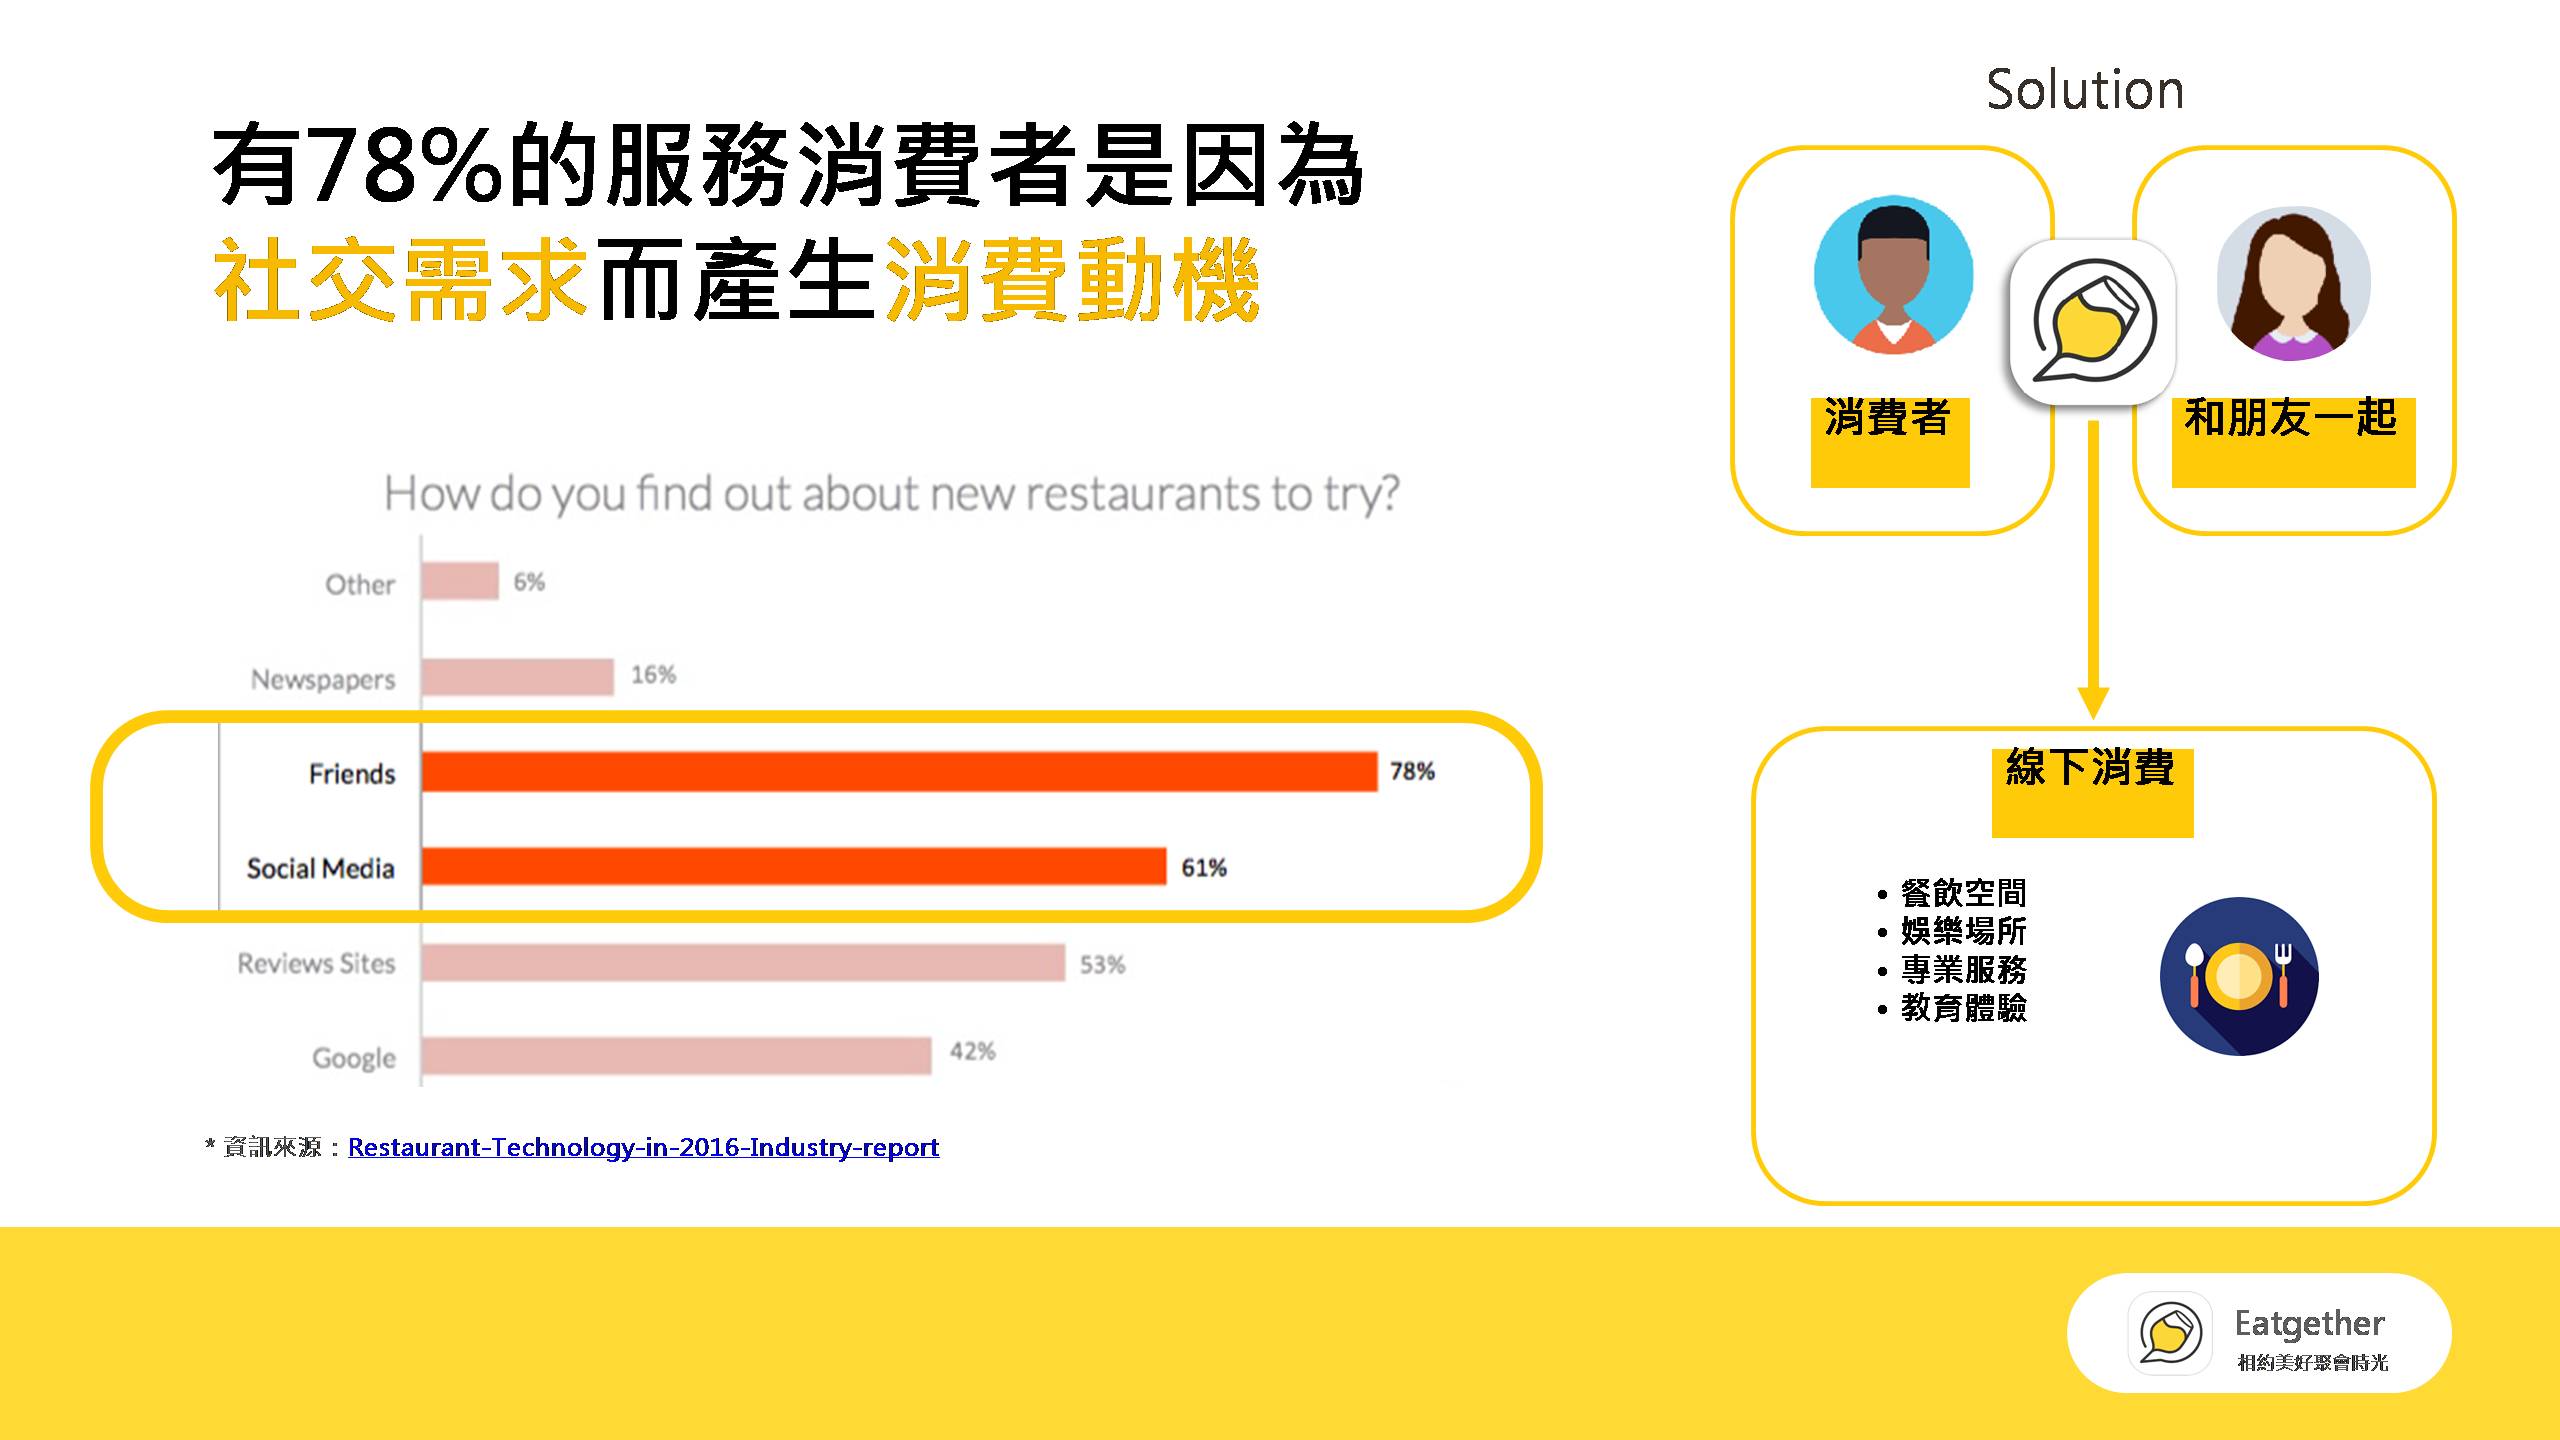 有78%的服務消費者是因為
社交需求而產生消費動機
How do you find out about new restaurants to try?
Other 6%
Newspapers 16%
Friends 78%
Social Media 61%
Reviews Sites 53%
Google 42%
* 資訊來源：Restaurant-Technology-in-2016-Industry-report
Solution
消費者
和朋友一起
線下消費
• 餐飲空間
• 娛樂場所
• 專業服務
• 教育體驗
Eatgether
相約美好聚會時光